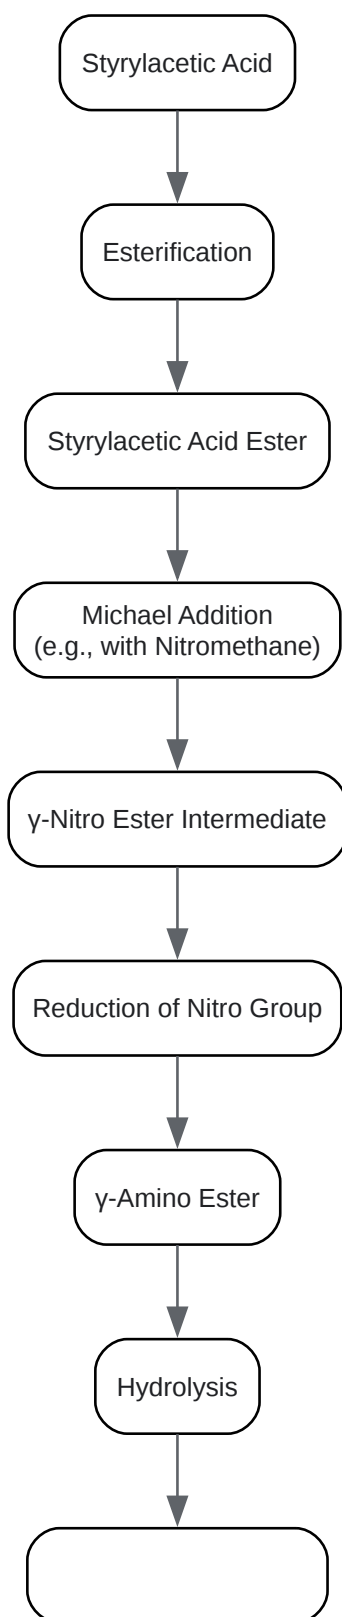 Styrylacetic Acid
Esterification
Styrylacetic Acid Ester
Michael Addition
(e.g., with Nitromethane)
γ-Nitro Ester Intermediate
Reduction of Nitro Group
γ-Amino Ester
Hydrolysis